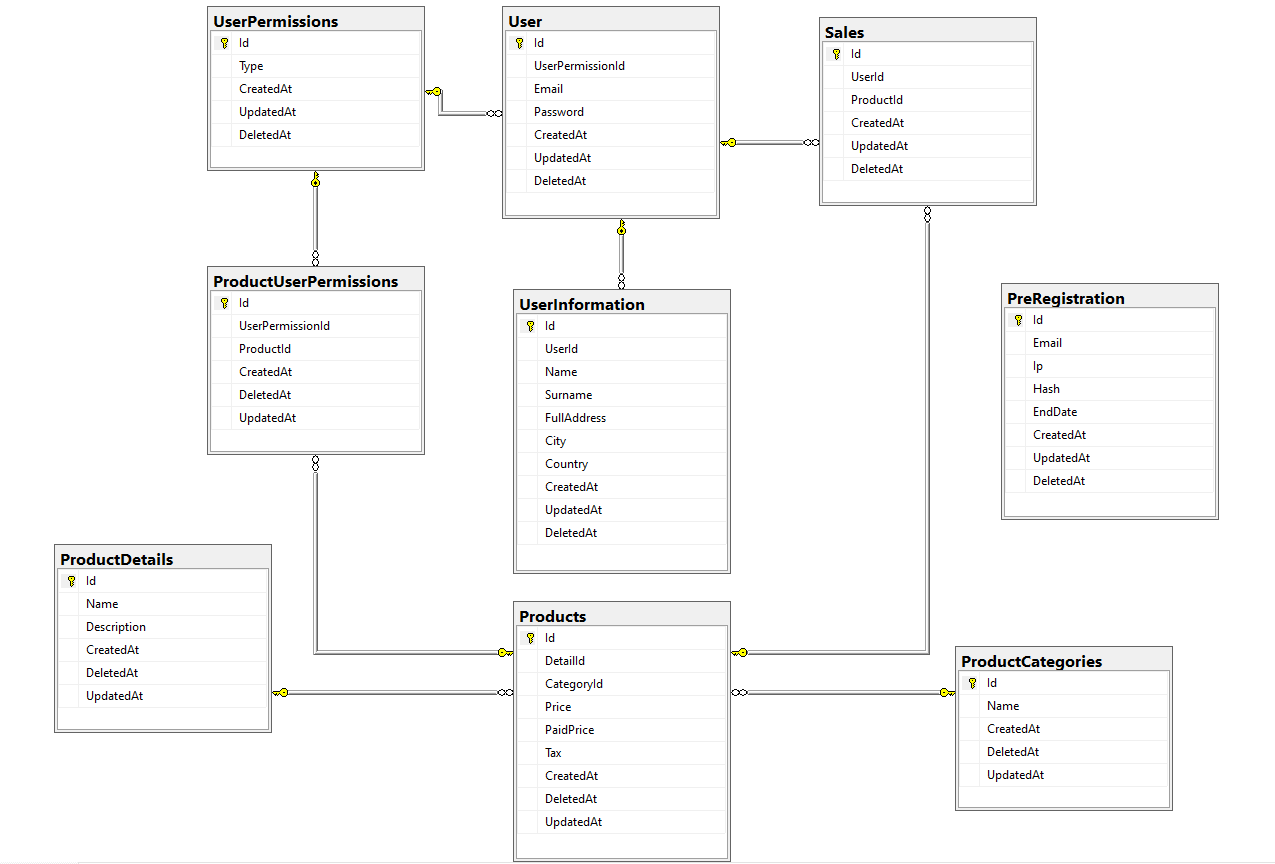 UserPermissions
Id
Type
CreatedAt
UpdatedAt
DeletedAt
User
Id
UserPermissionId
Email
Password
CreatedAt
UpdatedAt
DeletedAt
Sales
Id
UserId
ProductId
CreatedAt
UpdatedAt
DeletedAt
ProductUserPermissions
Id
UserPermissionId
ProductId
CreatedAt
DeletedAt
UpdatedAt
UserInformation
Id
UserId
Name
Surname
FullAddress
City
Country
CreatedAt
UpdatedAt
DeletedAt
PreRegistration
Id
Email
Ip
Hash
EndDate
CreatedAt
UpdatedAt
DeletedAt
ProductDetails
Id
Name
Description
CreatedAt
DeletedAt
UpdatedAt
Products
Id
DetailId
CategoryId
Price
PaidPrice
Tax
CreatedAt
DeletedAt
UpdatedAt
ProductCategories
Id
Name
CreatedAt
DeletedAt
UpdatedAt